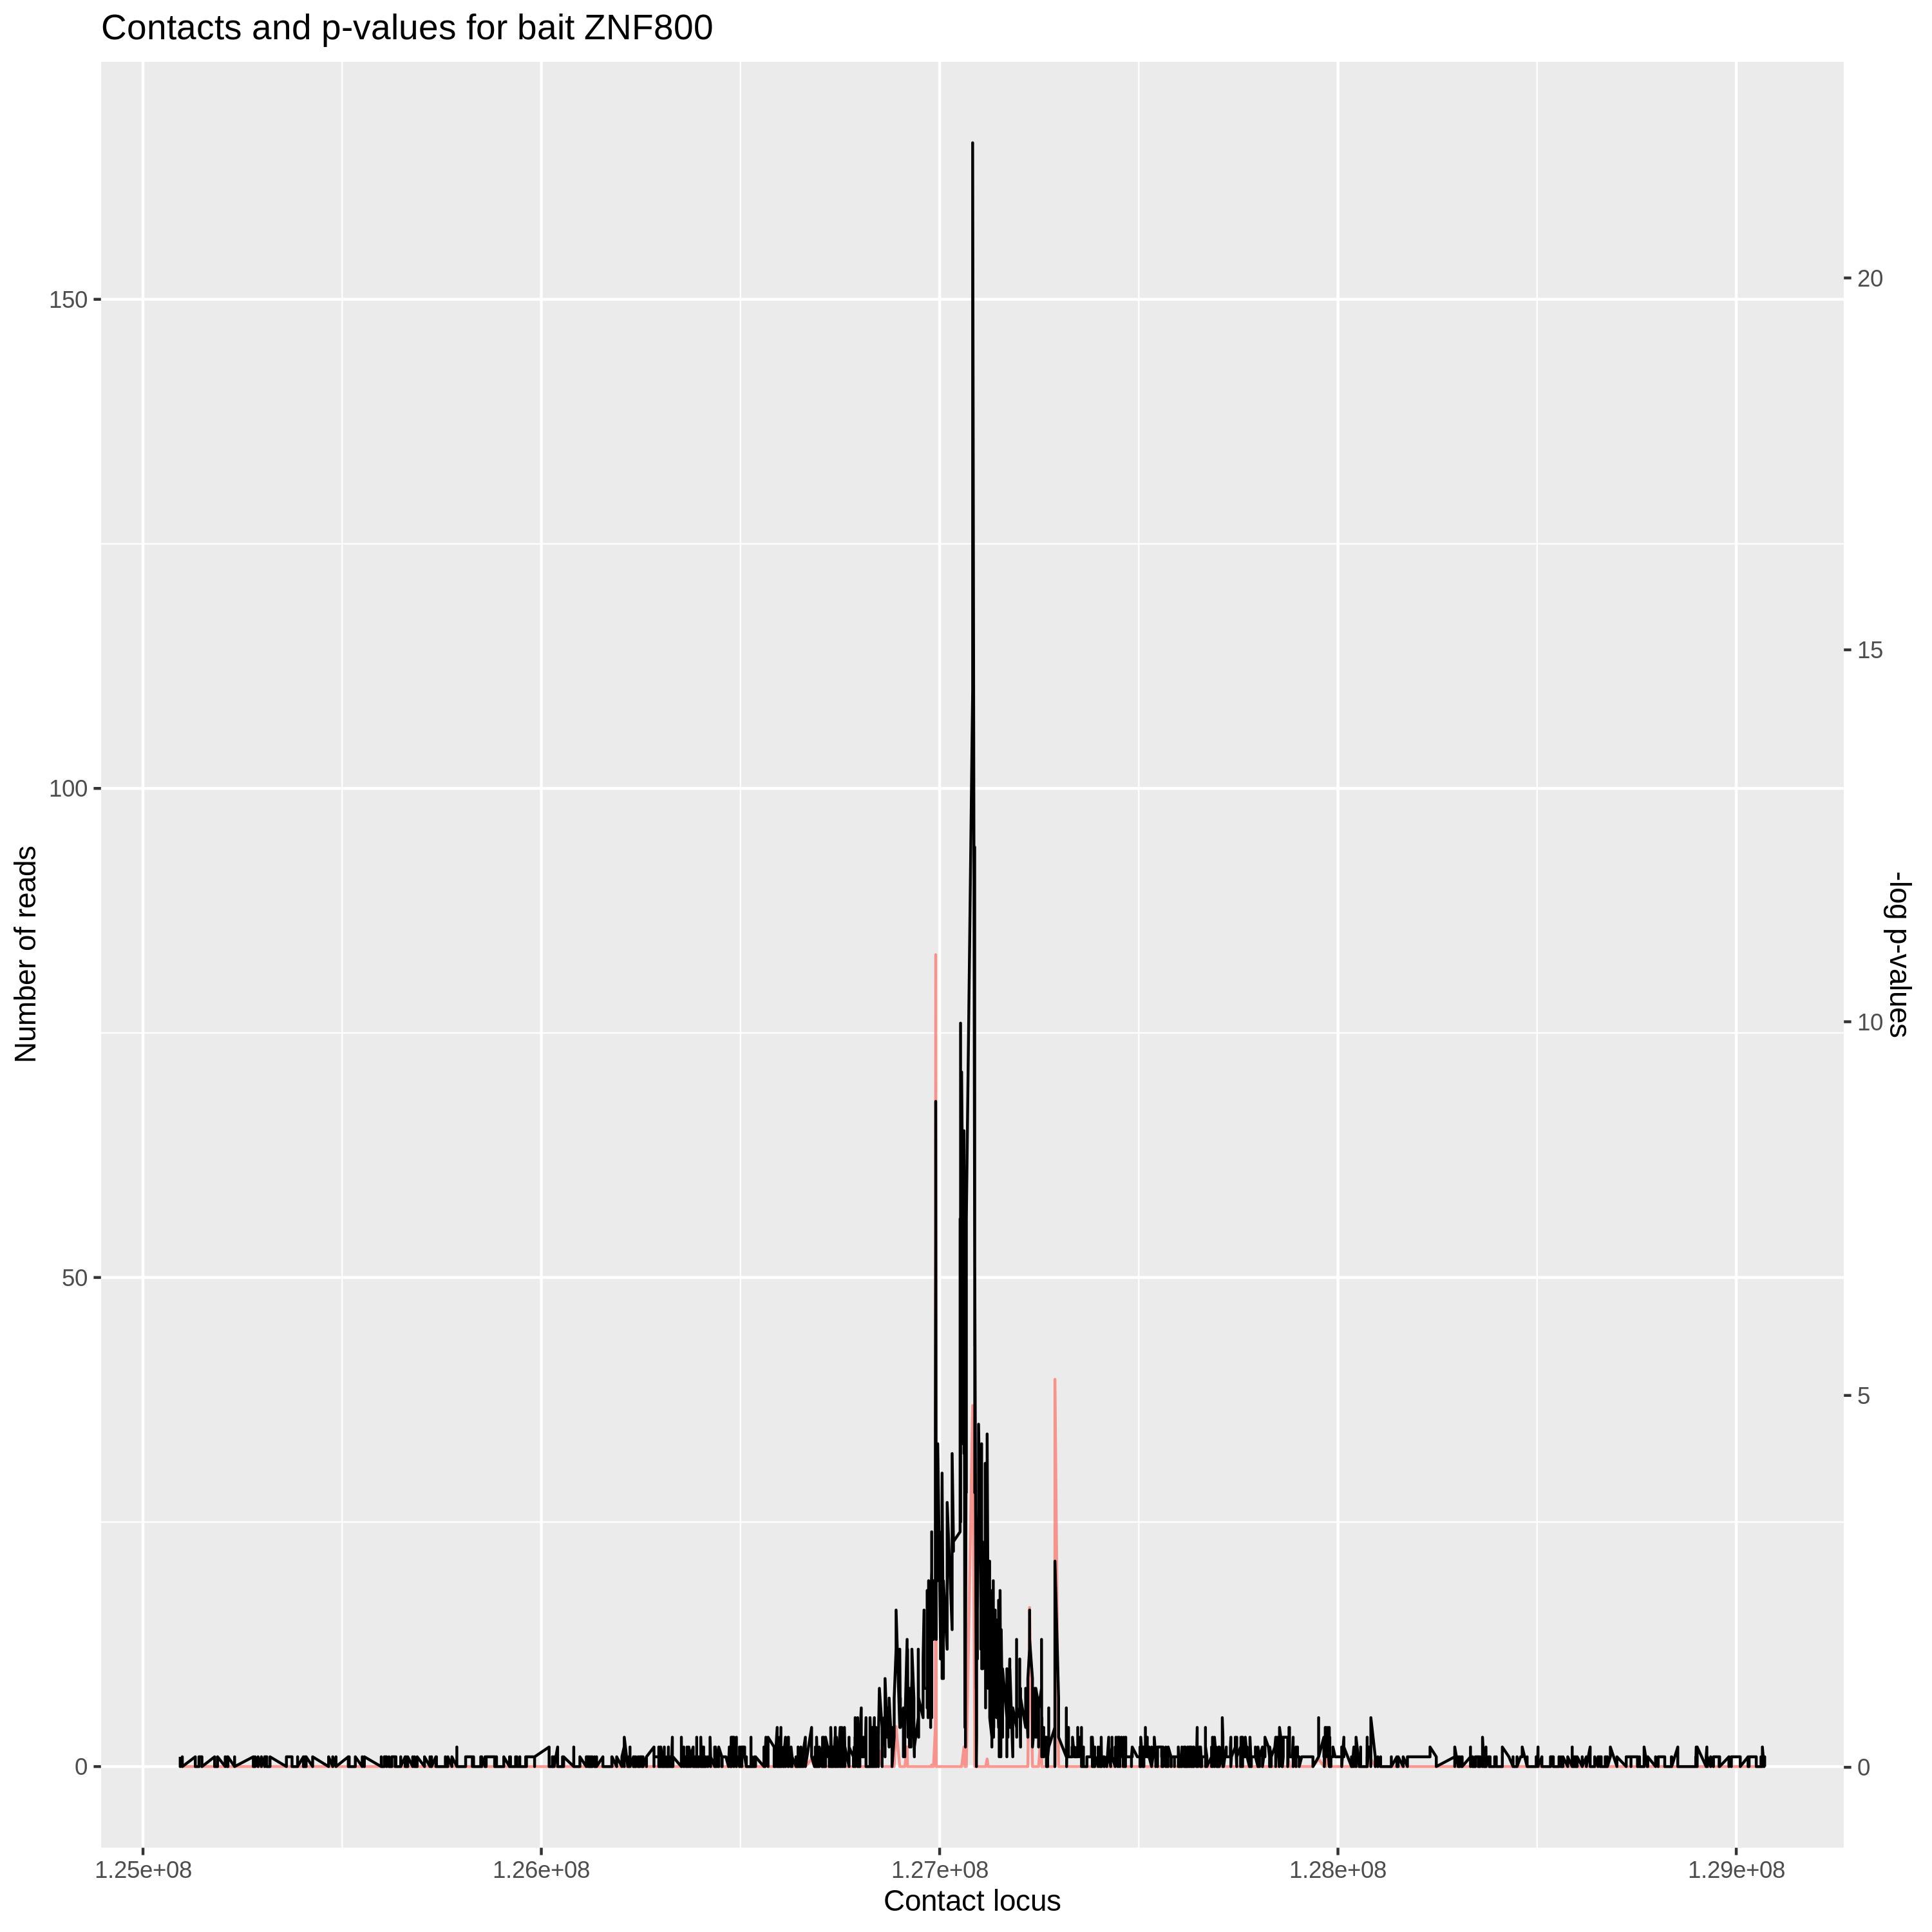 Contacts and p-values for bait ZNF800
150
100
50
0
Number of reads
20
15
10
5
0
-log p-values
1.25e+08
1.26e+08
1.27e+08
1.28e+08
1.29e+08
Contact locus